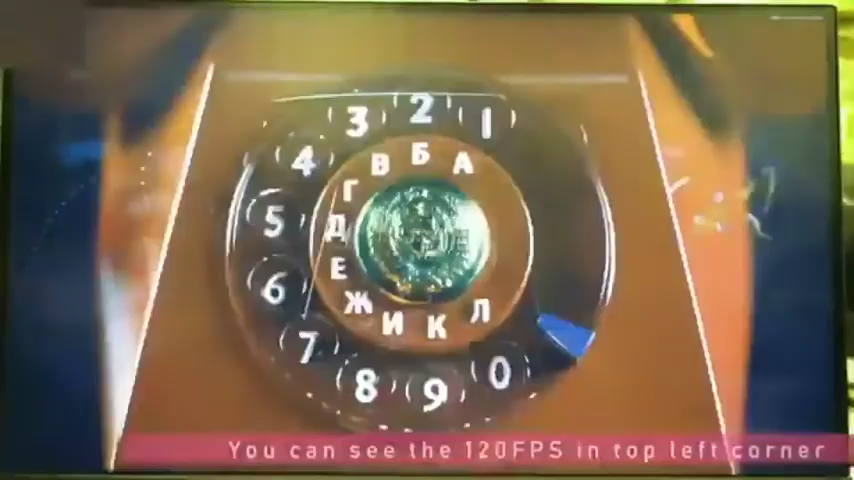 3 2 1
4 В Б А
5 Г
Д
6 Е
7 Ж И К Л
8 9 0
You can see the 120FPS in top left corner